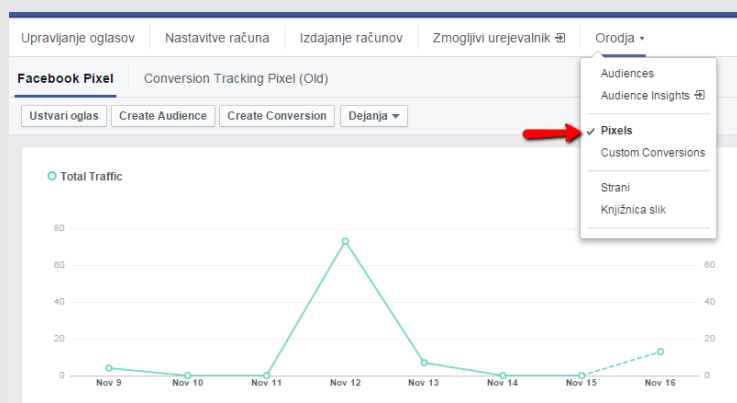 Upravljanje oglasov Nastavitve računa Izdajanje računov Zmogljivi urejevalnik Orodja
Facebook Pixel Conversion Tracking Pixel (Old)
Ustvari oglas Create Audience Create Conversion Dejanja
Audiences
Audience Insights
Pixels
Custom Conversions
Strani
Knjižnica slik
Total Traffic
80
60 60
40 40
20 20
0 0
Nov 9 Nov 10 Nov 11 Nov 12 Nov 13 Nov 14 Nov 15 Nov 16